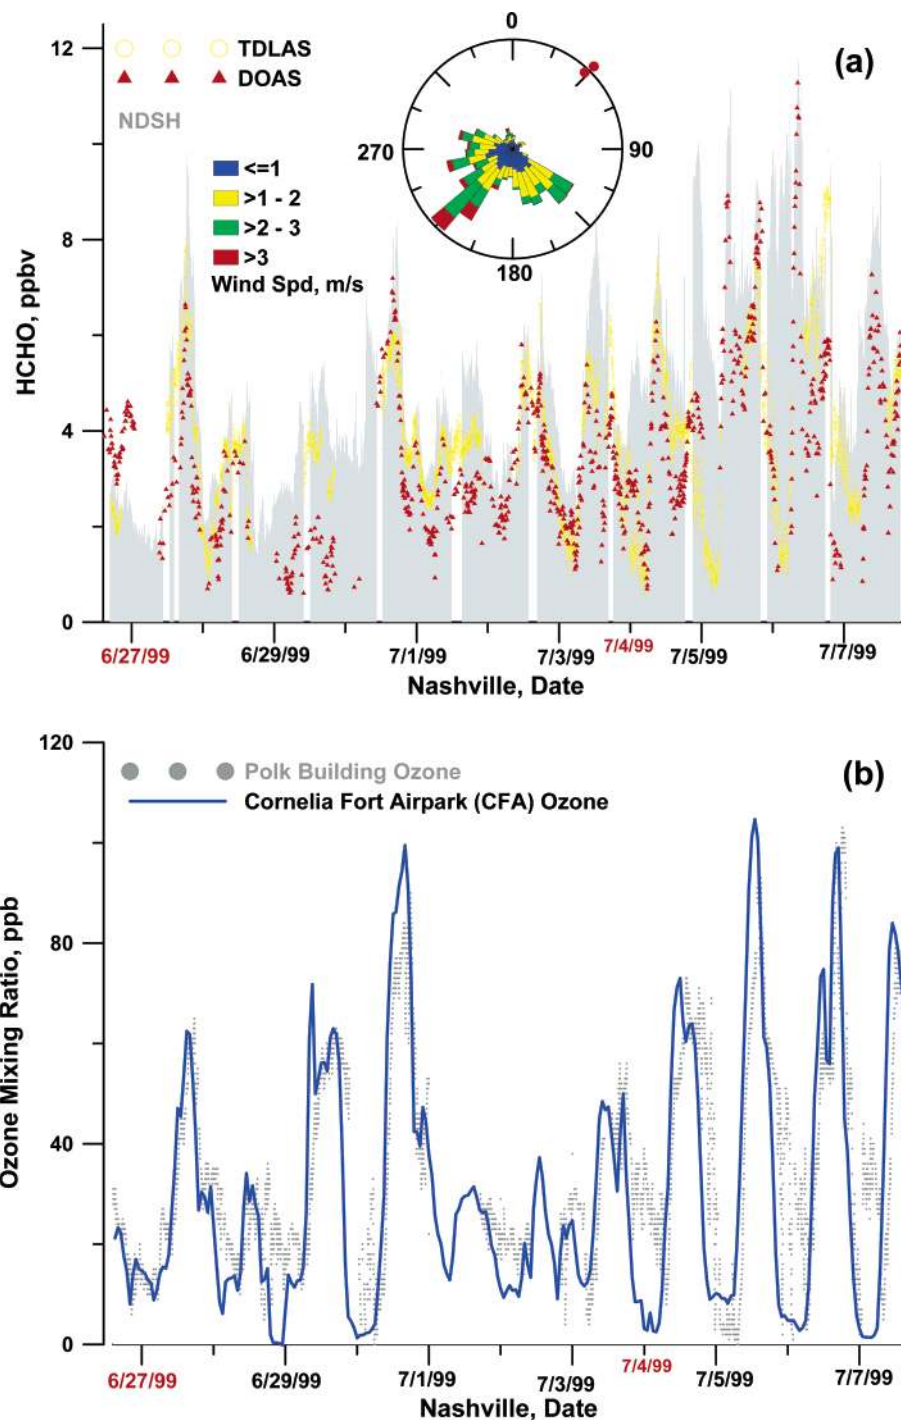 0
12
TDLAS
(a)
DOAS
NDSH
270
90
<=1
>1 - 2
>2 - 3
>3
180
Wind Spd, m/s
8
4
0
HCHO, ppbv
6/27/99
6/29/99
7/1/99
7/3/99
7/4/99
7/5/99
7/7/99
Nashville, Date
120
Polk Building Ozone
(b)
Cornelia Fort Airpark (CFA) Ozone
80
40
0
Ozone Mixing Ratio, ppb
6/27/99
6/29/99
7/1/99
7/3/99
7/4/99
7/5/99
7/7/99
Nashville, Date